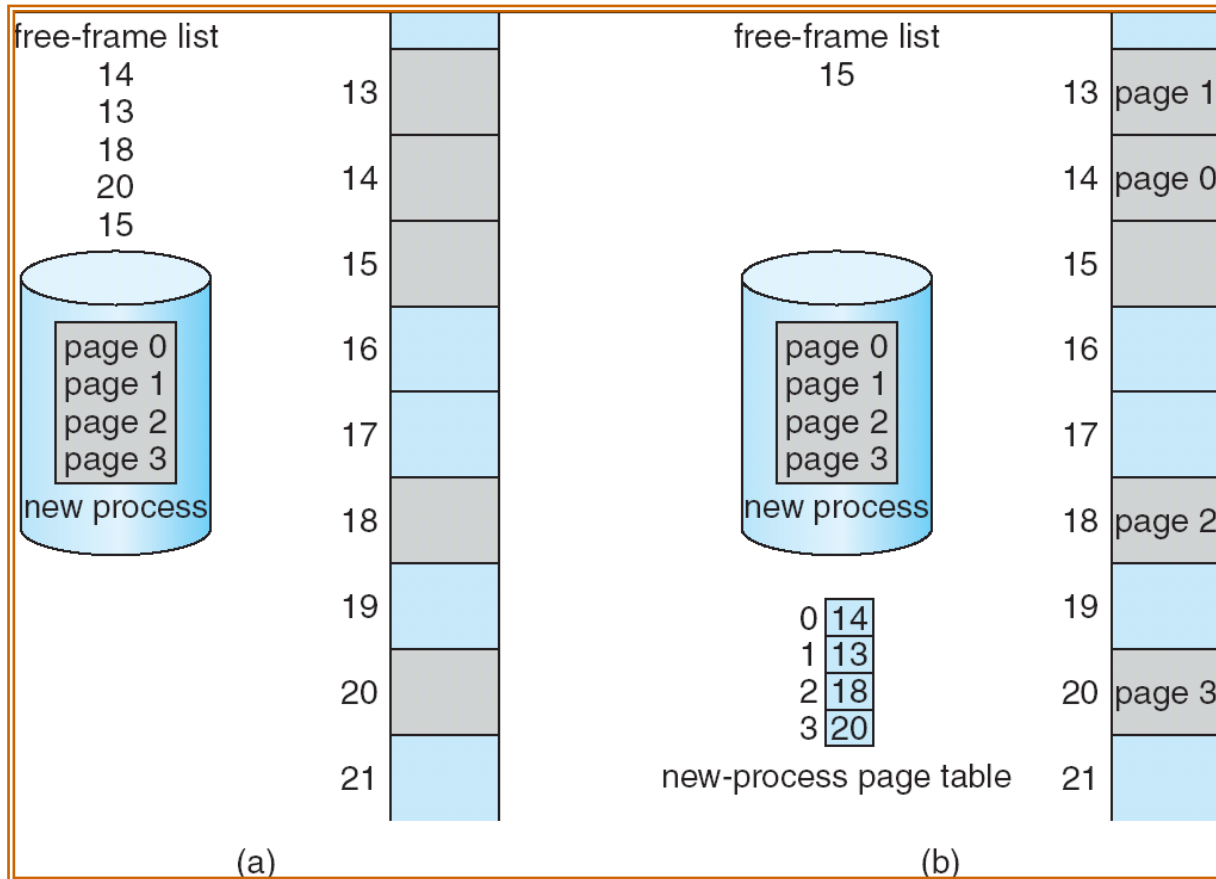 free-frame list
14
13
18
20
15
page 0
page 1
page 2
page 3
new process
13
14
15
16
17
18
19
20
21
(a)
free-frame list
15
page 0
page 1
page 2
page 3
new process
0 14
1 13
2 18
3 20
new-process page table
13 page 1
14 page 0
15
16
17
18 page 2
19
20 page 3
21
(b)